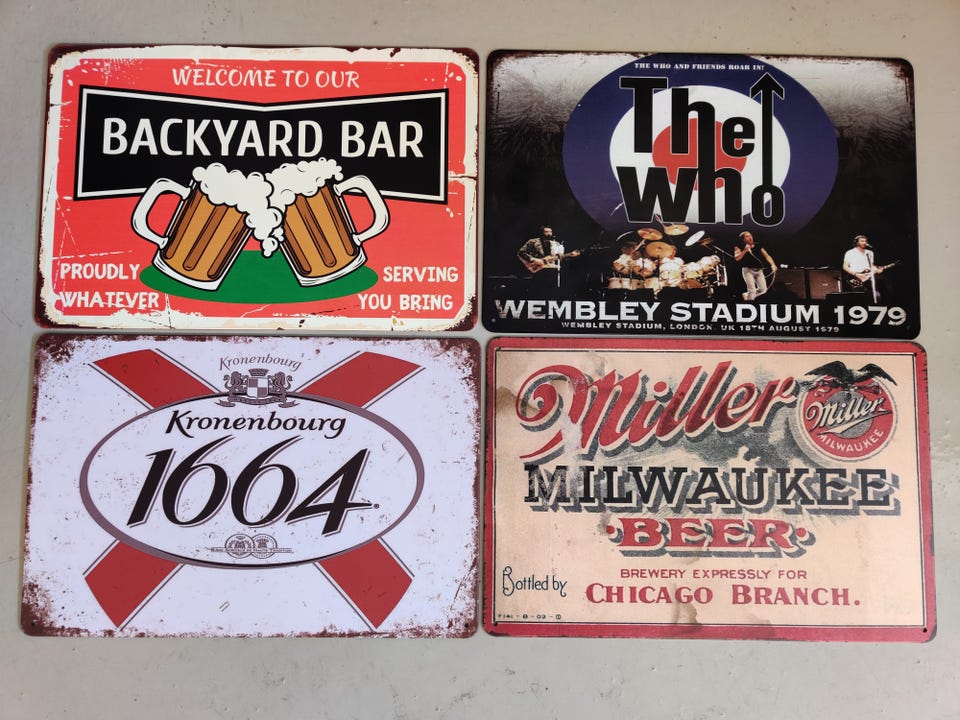 WELCOME TO OUR
BACKYARD BAR
PROUDLY SERVING
WHATEVER YOU BRING
THE WHO AND FRIENDS ROAR IN!
The
who
WEMBLEY STADIUM 1979
WEMBLEY STADIUM, LONDON, UK 18TH AUGUST 1979
Kronenbourg
Kronenbourg
1664
Miller
Miller
MILWAUKEE
MILWAUKEE
BEER
Bottled by
BREWERY EXPRESSLY FOR
CHICAGO BRANCH.